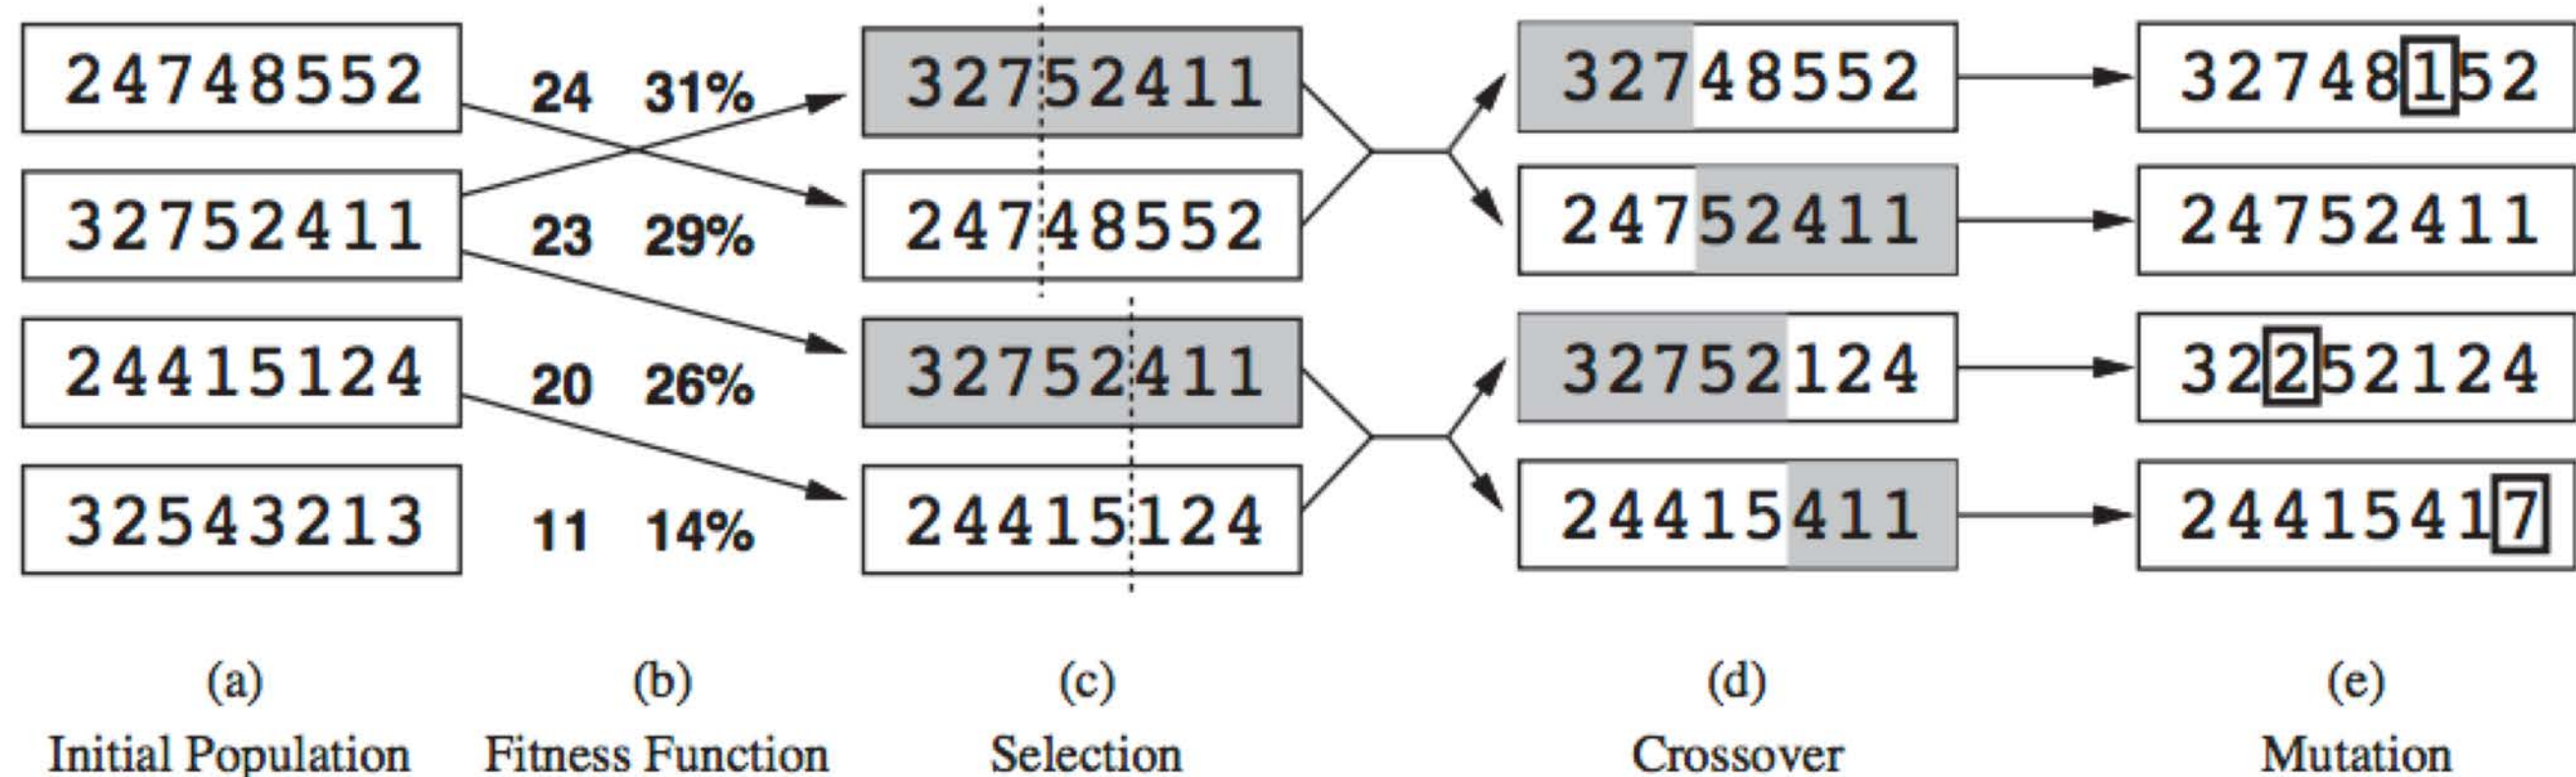 24748552 24 31% 32752411 32748552 32748152
32752411 23 29% 24748552 24752411 24752411
24415124 20 26% 32752411 32752124 32252124
32543213 11 14% 24415124 24415411 24415417
(a) (b) (c) (d) (e)
Initial Population Fitness Function Selection Crossover Mutation